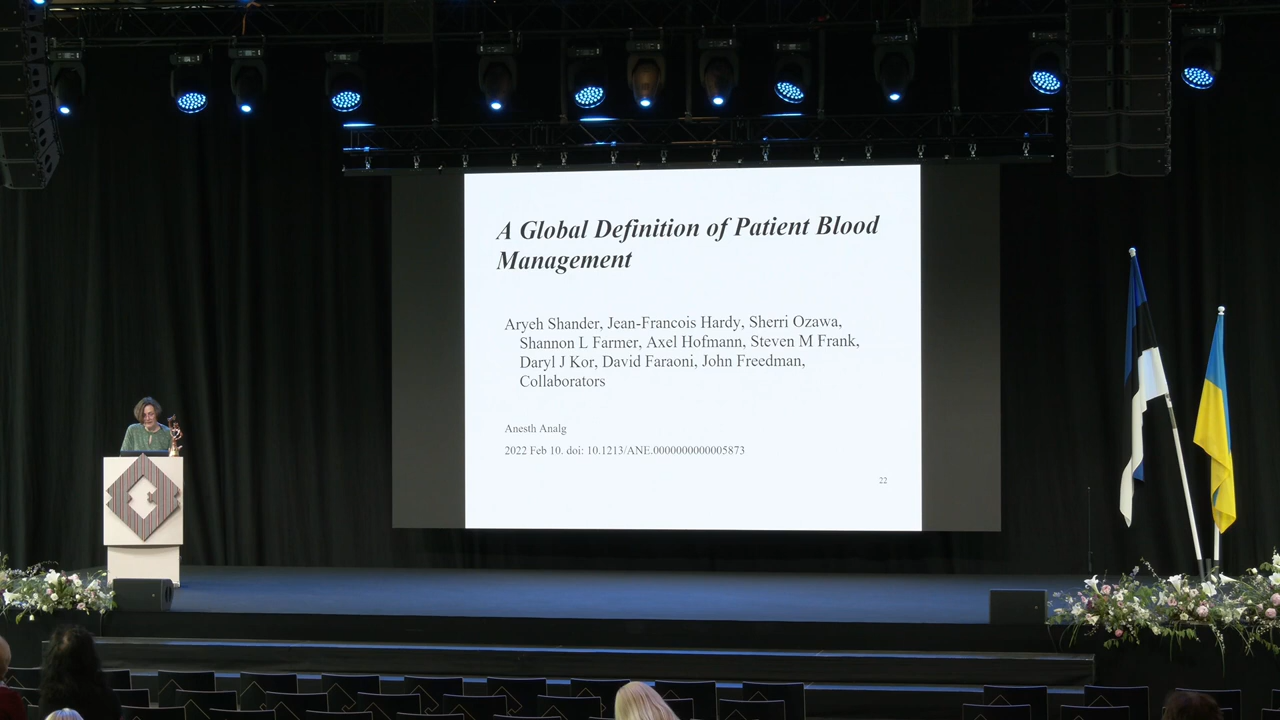 A Global Definition of Patient Blood
Management
Aryeh Shander, Jean-Francois Hardy, Sherri Ozawa,
Shannon L Farmer, Axel Hofmann, Steven M Frank,
Daryl J Kor, David Faraoni, John Freedman,
Collaborators
Anesth Analg
2022 Feb 10. doi: 10.1213/ANE.0000000000005873
22